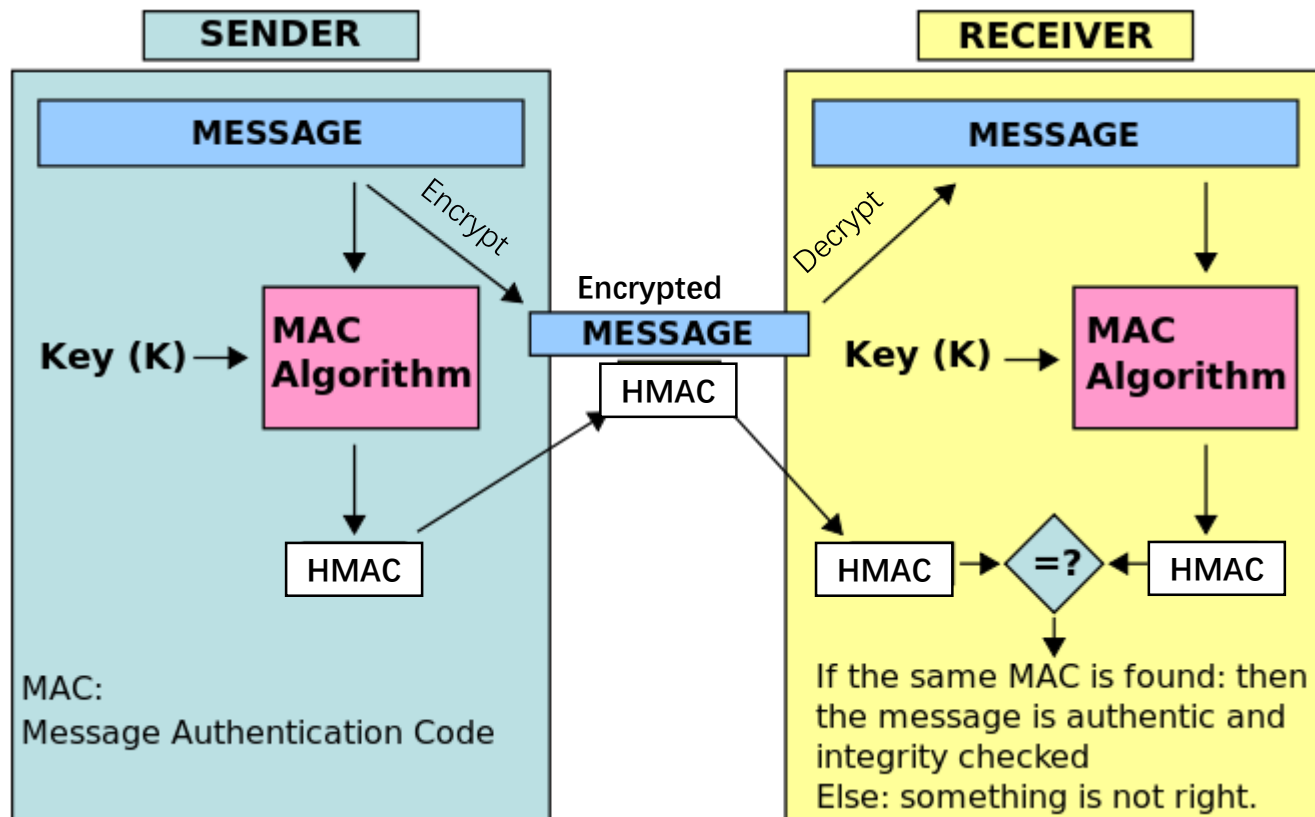 SENDER
MESSAGE
Encrypt
Key (K)
MAC
Algorithm
HMAC
MAC:
Message Authentication Code
Encrypted
MESSAGE
HMAC
RECEIVER
MESSAGE
Decrypt
Key (K)
MAC
Algorithm
HMAC
=?
HMAC
If the same MAC is found: then
the message is authentic and
integrity checked
Else: something is not right.